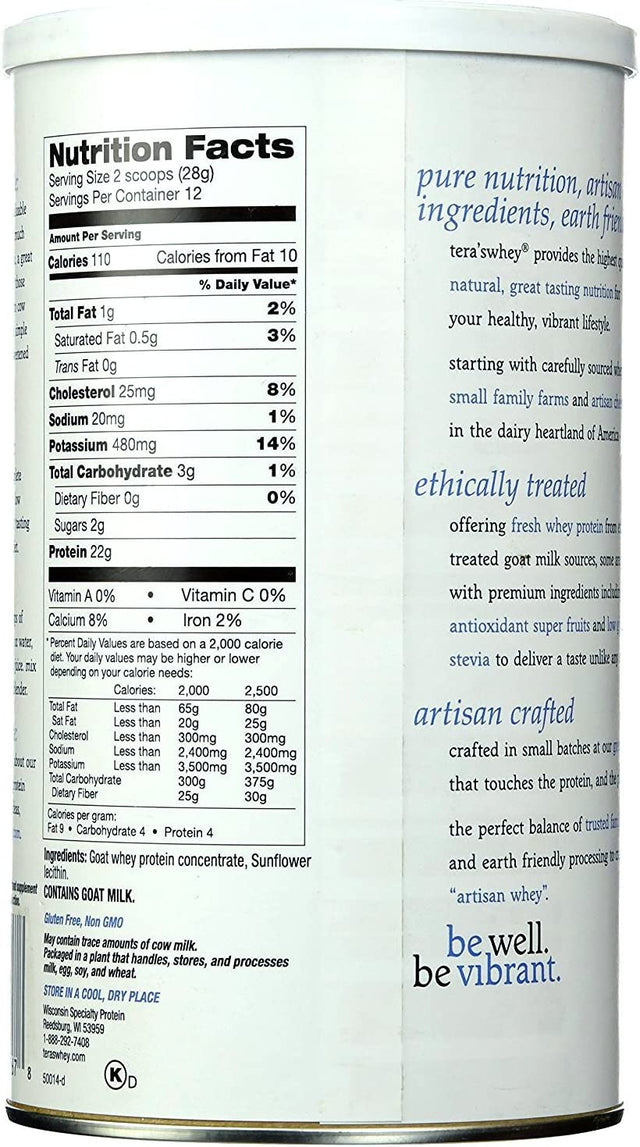 Nutrition Facts
Serving Size 2 scoops (28g)
Servings Per Container 12
Amount Per Serving
Calories 110 Calories from Fat 10
% Daily Value*
Total Fat 1g 2%
Saturated Fat 0.5g 3%
Trans Fat 0g
Cholesterol 25mg 8%
Sodium 20mg 1%
Potassium 480mg 14%
Total Carbohydrate 3g 1%
Dietary Fiber 0g 0%
Sugars 2g
Protein 22g
Vitamin A 0% • Vitamin C 0%
Calcium 8% • Iron 2%
*Percent Daily Values are based on a 2,000 calorie
diet. Your daily values may be higher or lower
depending on your calorie needs:
Calories: 2,000 2,500
Total Fat Less than 65g 80g
Sat Fat Less than 20g 25g
Cholesterol Less than 300mg 300mg
Sodium Less than 2,400mg 2,400mg
Potassium Less than 3,500mg 3,500mg
Total Carbohydrate 300g 375g
Dietary Fiber 25g 30g
Calories per gram:
Fat 9 • Carbohydrate 4 • Protein 4
Ingredients: Goat whey protein concentrate, Sunflower
lecithin.
CONTAINS GOAT MILK.
Gluten Free, Non GMO
May contain trace amounts of cow milk.
Packaged in a plant that handles, stores, and processes
milk, egg, soy, and wheat.
STORE IN A COOL, DRY PLACE
Wisconsin Specialty Protein
Reedsburg, WI 53959
1-888-292-7408
teraswhey.com
8 50014-d
K D
pure nutrition, artisan
ingredients, earth
tera'swhey® provides the highest
natural, great tasting nutrition for
your healthy, vibrant lifestyle.
starting with carefully sourced
small family farms and artisan
in the dairy heartland of America
ethically treated
offering fresh whey protein from
treated goat milk sources, some
with premium ingredients
antioxidant super fruits and
stevia to deliver a taste unlike
artisan crafted
crafted in small batches at our
that touches the protein, and the
the perfect balance of trusted
and earth friendly processing to
"artisan whey".
be well.
be vibrant.